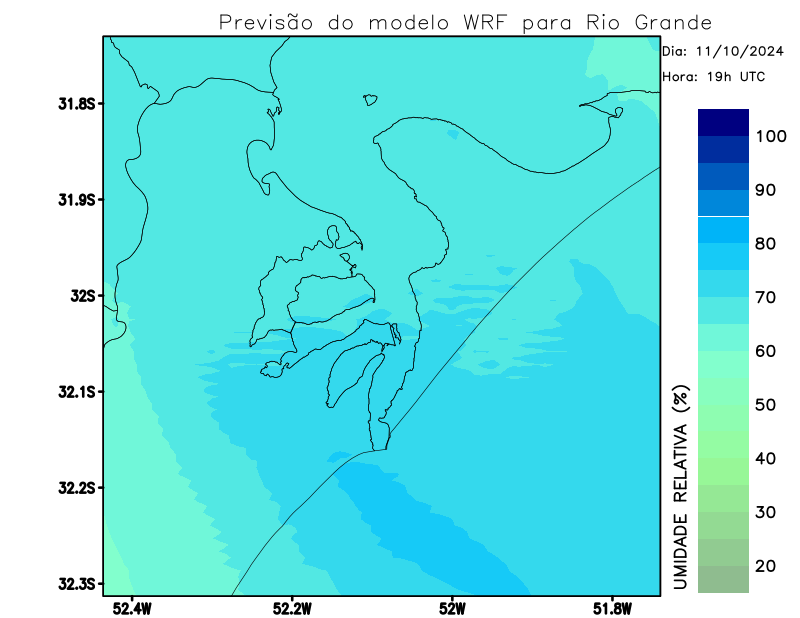 Previsão do modelo WRF para Rio Grande
Dia: 11/10/2024
Hora: 19h UTC
31.8S
31.9S
32S
32.1S
32.2S
32.3S
52.4W
52.2W
52W
51.8W
100
90
80
70
60
50
40
30
20
UMIDADE RELATIVA (%)